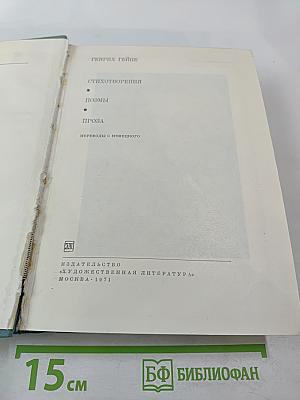 ГЕНРИХ ГЕЙНЕ
СТИХОТВОРЕНИЯ
•
ПОЭМЫ
•
ПРОЗА
ПЕРЕВОДЫ С НЕМЕЦКОГО
ИЗДАТЕЛЬСТВО
«ХУДОЖЕСТВЕННАЯ ЛИТЕРАТУРА»
МОСКВА • 1971
15 см
БФ БИБЛИОФАН